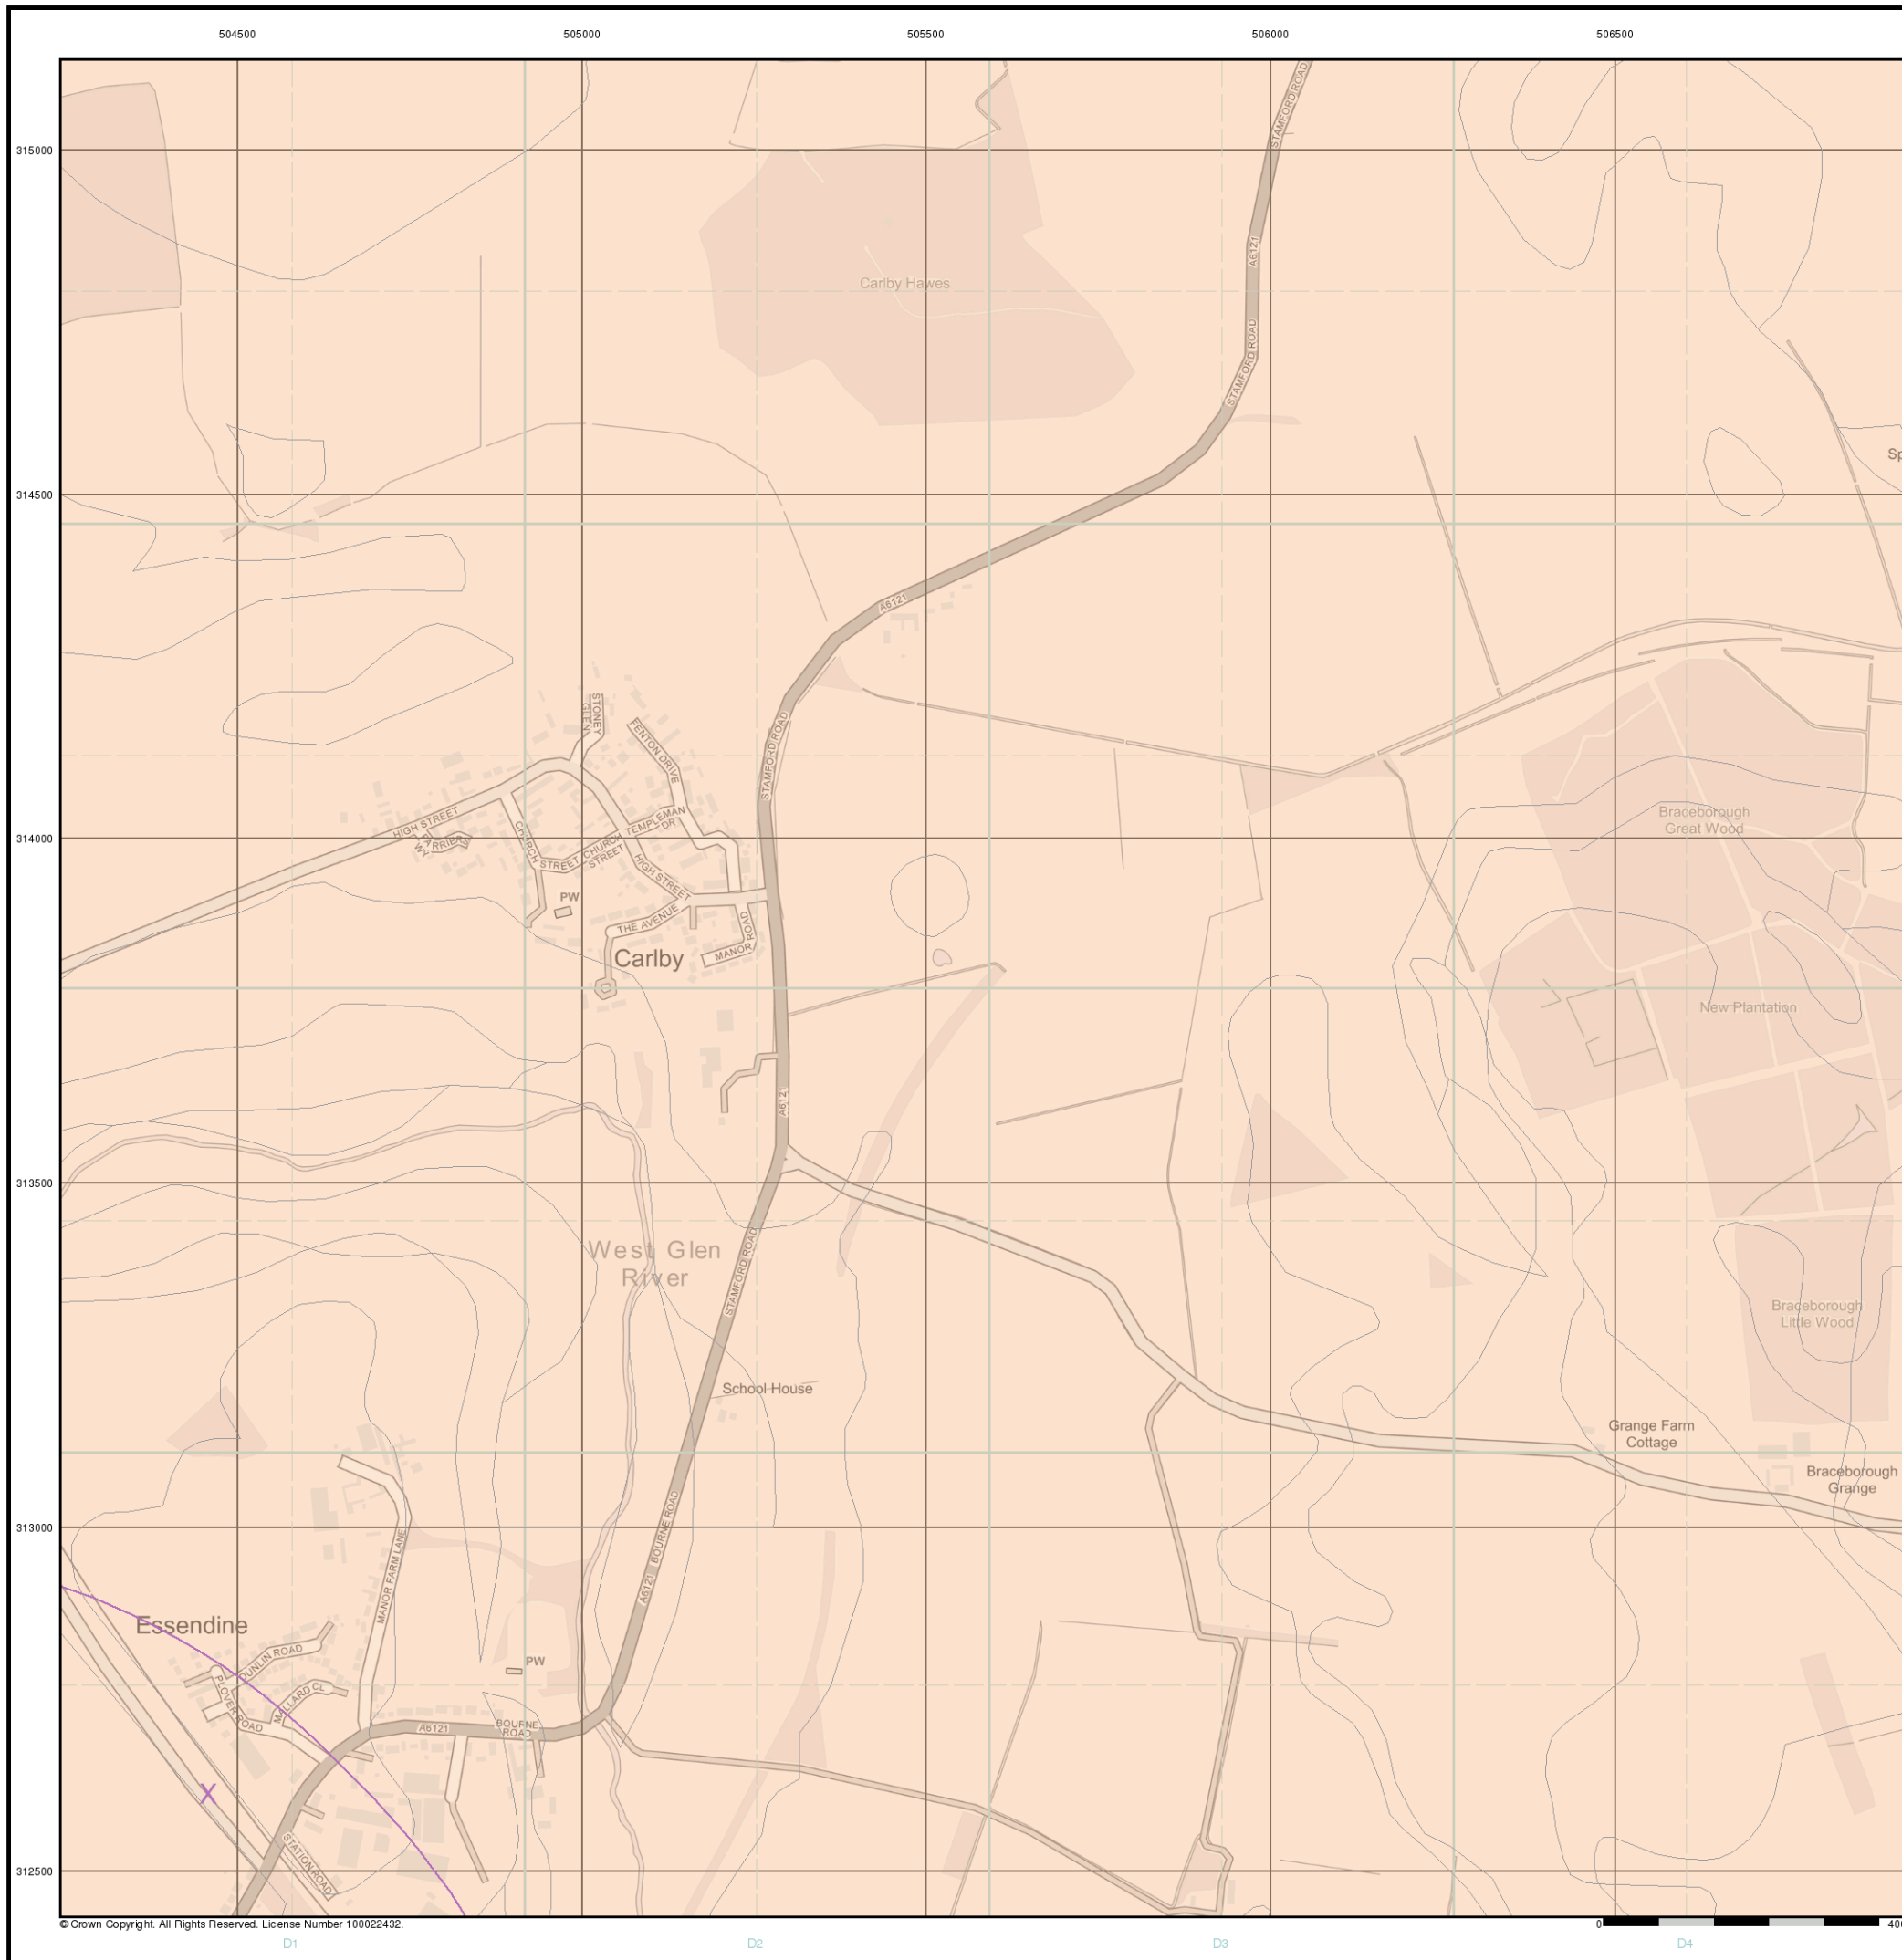 504500
505000
505500
506000
506500
315000
STAMFORD ROAD
A6121
Carlby Hawes
STAMFORD ROAD
314500
A6121
STONEY
GLEN
FENTON DRIVE
STAMFORD ROAD
HIGH STREET
CARRIERS
WY
CHURCH
STREET
CHURCH
STREET
TEMPLEMAN
DR
HIGH STREET
Braceborough
Great Wood
314000
PW
THE AVENUE
MANOR
ROAD
Carlby
New Plantation
A6121
313500
STAMFORD ROAD
West Glen
River
Braceborough
Little Wood
School House
Grange Farm
Cottage
Braceborough
Grange
313000
A6121
BOURNE ROAD
MANOR FARM LANE
Essendine
DUNLIN ROAD
PLOVER
ROAD
MALLARD CL
PW
A6121
BOURNE
ROAD
X
STATION ROAD
312500
© Crown Copyright. All Rights Reserved. License Number 100022432.
0
D1
D2
D3
D4